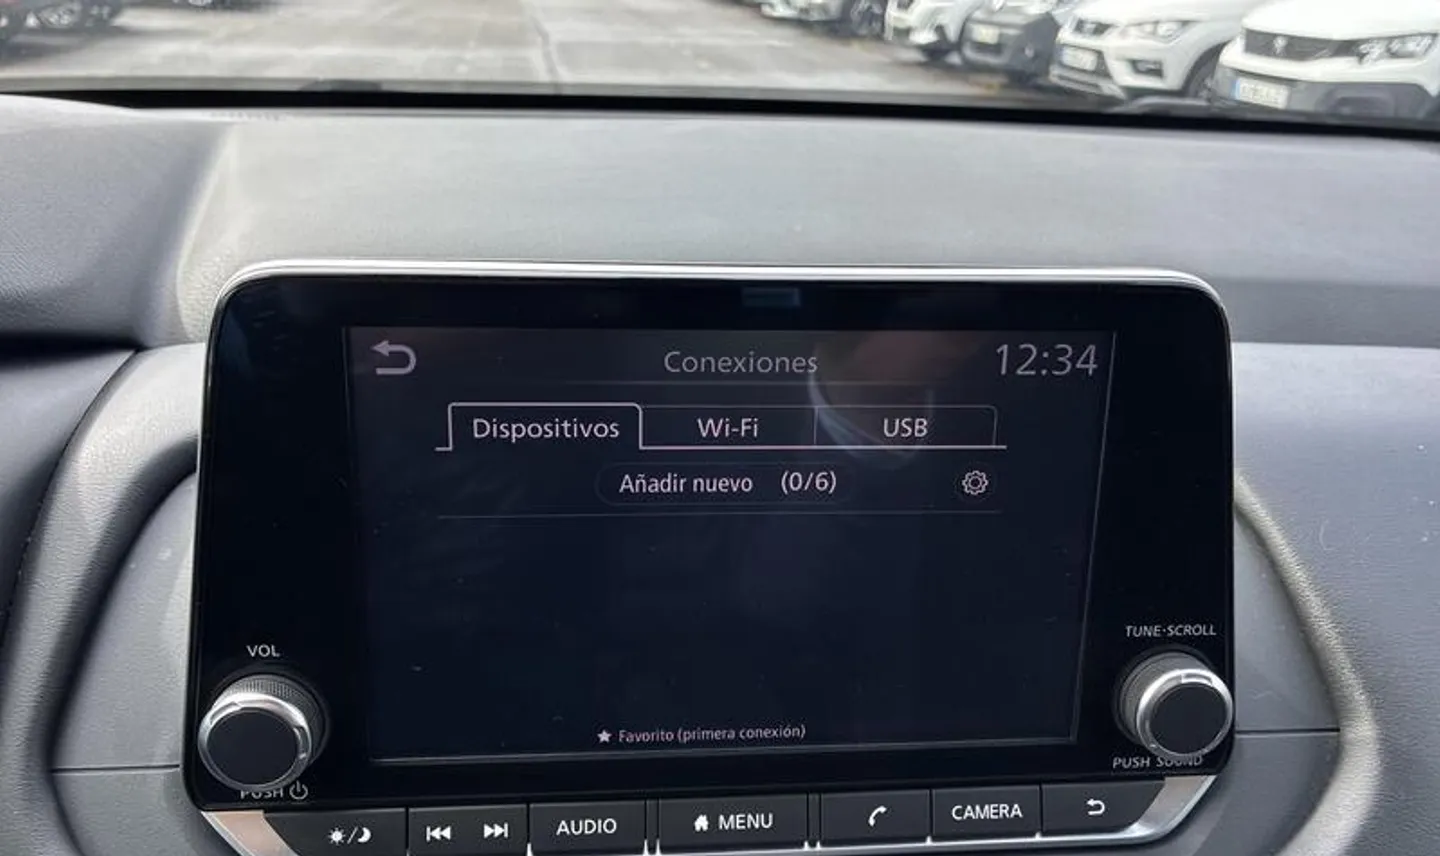 Conexiones 12:34
Dispositivos Wi-Fi USB
Añadir nuevo (0/6)
Favorito (primera conexión)
VOL
PUSH
TUNE·SCROLL
PUSH SOUND
AUDIO MENU CAMERA